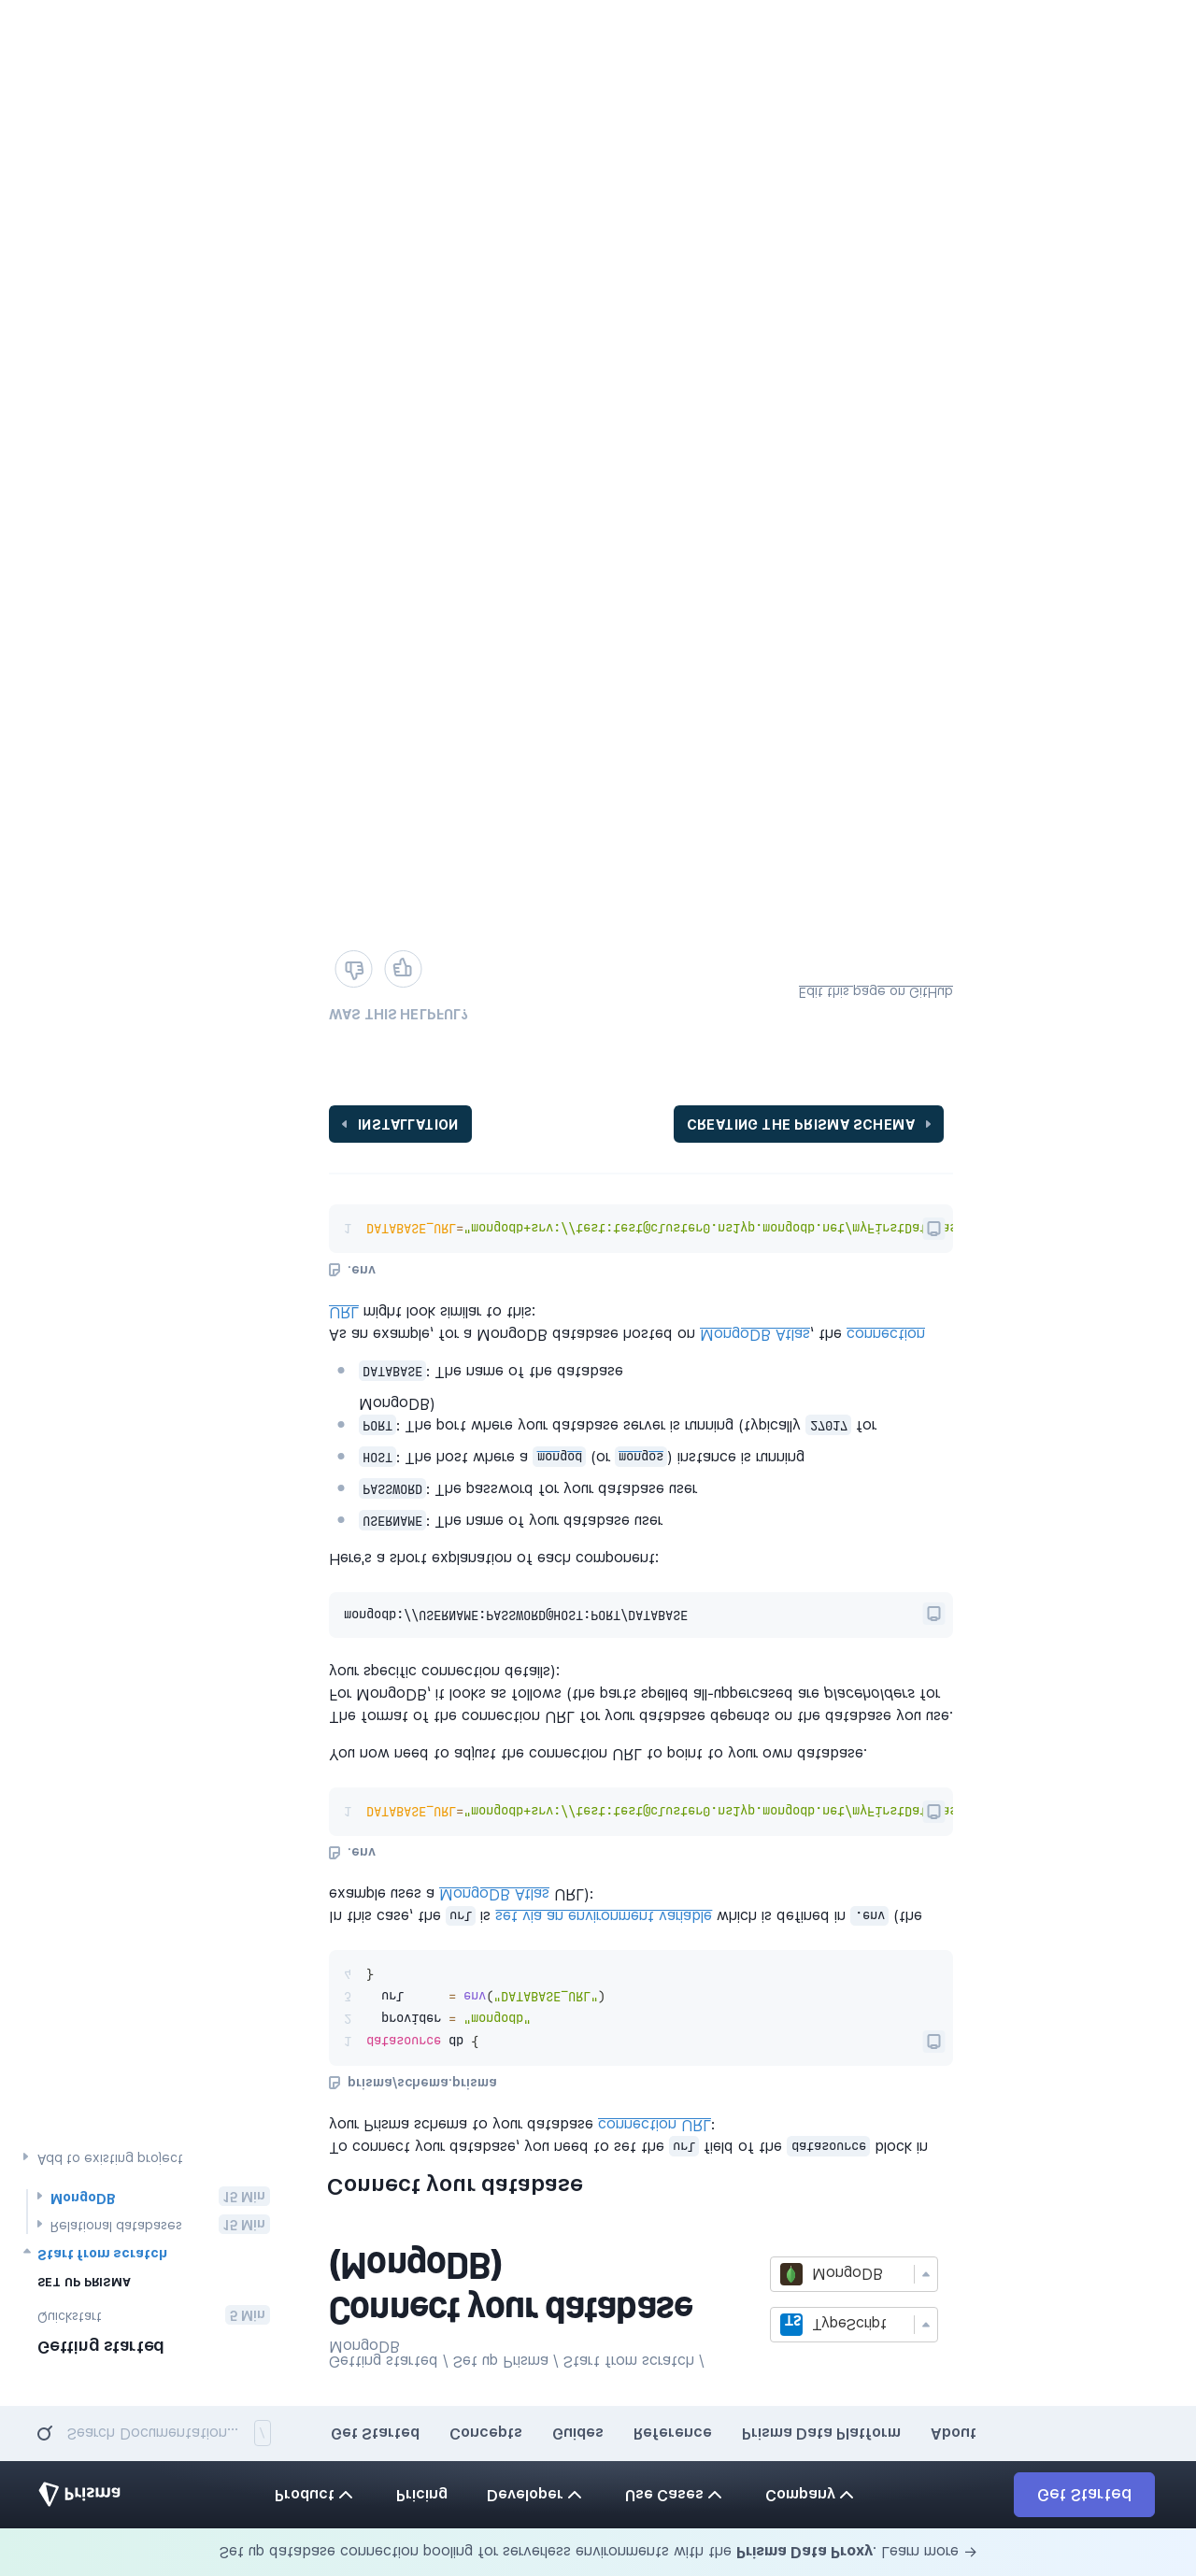 Set up database connection pooling for serverless environments with the Prisma Data Proxy. Learn more →
Prisma
Product
Pricing
Developer
Use Cases
Company
Get Started
Search Documentation... /
Get Started
Concepts
Guides
Reference
Prisma Data Platform
About
Getting started
Quickstart 5 Min
SET UP PRISMA
Start from scratch
Relational databases 15 Min
MongoDB 15 Min
Add to existing project
Getting started / Set up Prisma / Start from scratch /
MongoDB
Connect your database
(MongoDB)
TS TypeScript
MongoDB
Connect your database
To connect your database, you need to set the url field of the datasource block in
your Prisma schema to your database connection URL:
prisma/schema.prisma
1 datasource db {
2   provider = "mongodb"
3   url      = env("DATABASE_URL")
4 }
In this case, the url is set via an environment variable which is defined in .env (the
example uses a MongoDB Atlas URL):
.env
1 DATABASE_URL="mongodb+srv://test:test@cluster0.ns1yp.mongodb.net/myFirstDatabas
You now need to adjust the connection URL to point to your own database.
The format of the connection URL for your database depends on the database you use.
For MongoDB, it looks as follows (the parts spelled all-uppercased are placeholders for
your specific connection details):
mongodb://USERNAME:PASSWORD@HOST:PORT/DATABASE
Here's a short explanation of each component:
USERNAME: The name of your database user
PASSWORD: The password for your database user
HOST: The host where a mongod (or mongos) instance is running
PORT: The port where your database server is running (typically 27017 for
MongoDB)
DATABASE: The name of the database
As an example, for a MongoDB database hosted on MongoDB Atlas, the connection
URL might look similar to this:
.env
1 DATABASE_URL="mongodb+srv://test:test@cluster0.ns1yp.mongodb.net/myFirstDatabas
INSTALLATION
CREATING THE PRISMA SCHEMA
WAS THIS HELPFUL?
Edit this page on GitHub